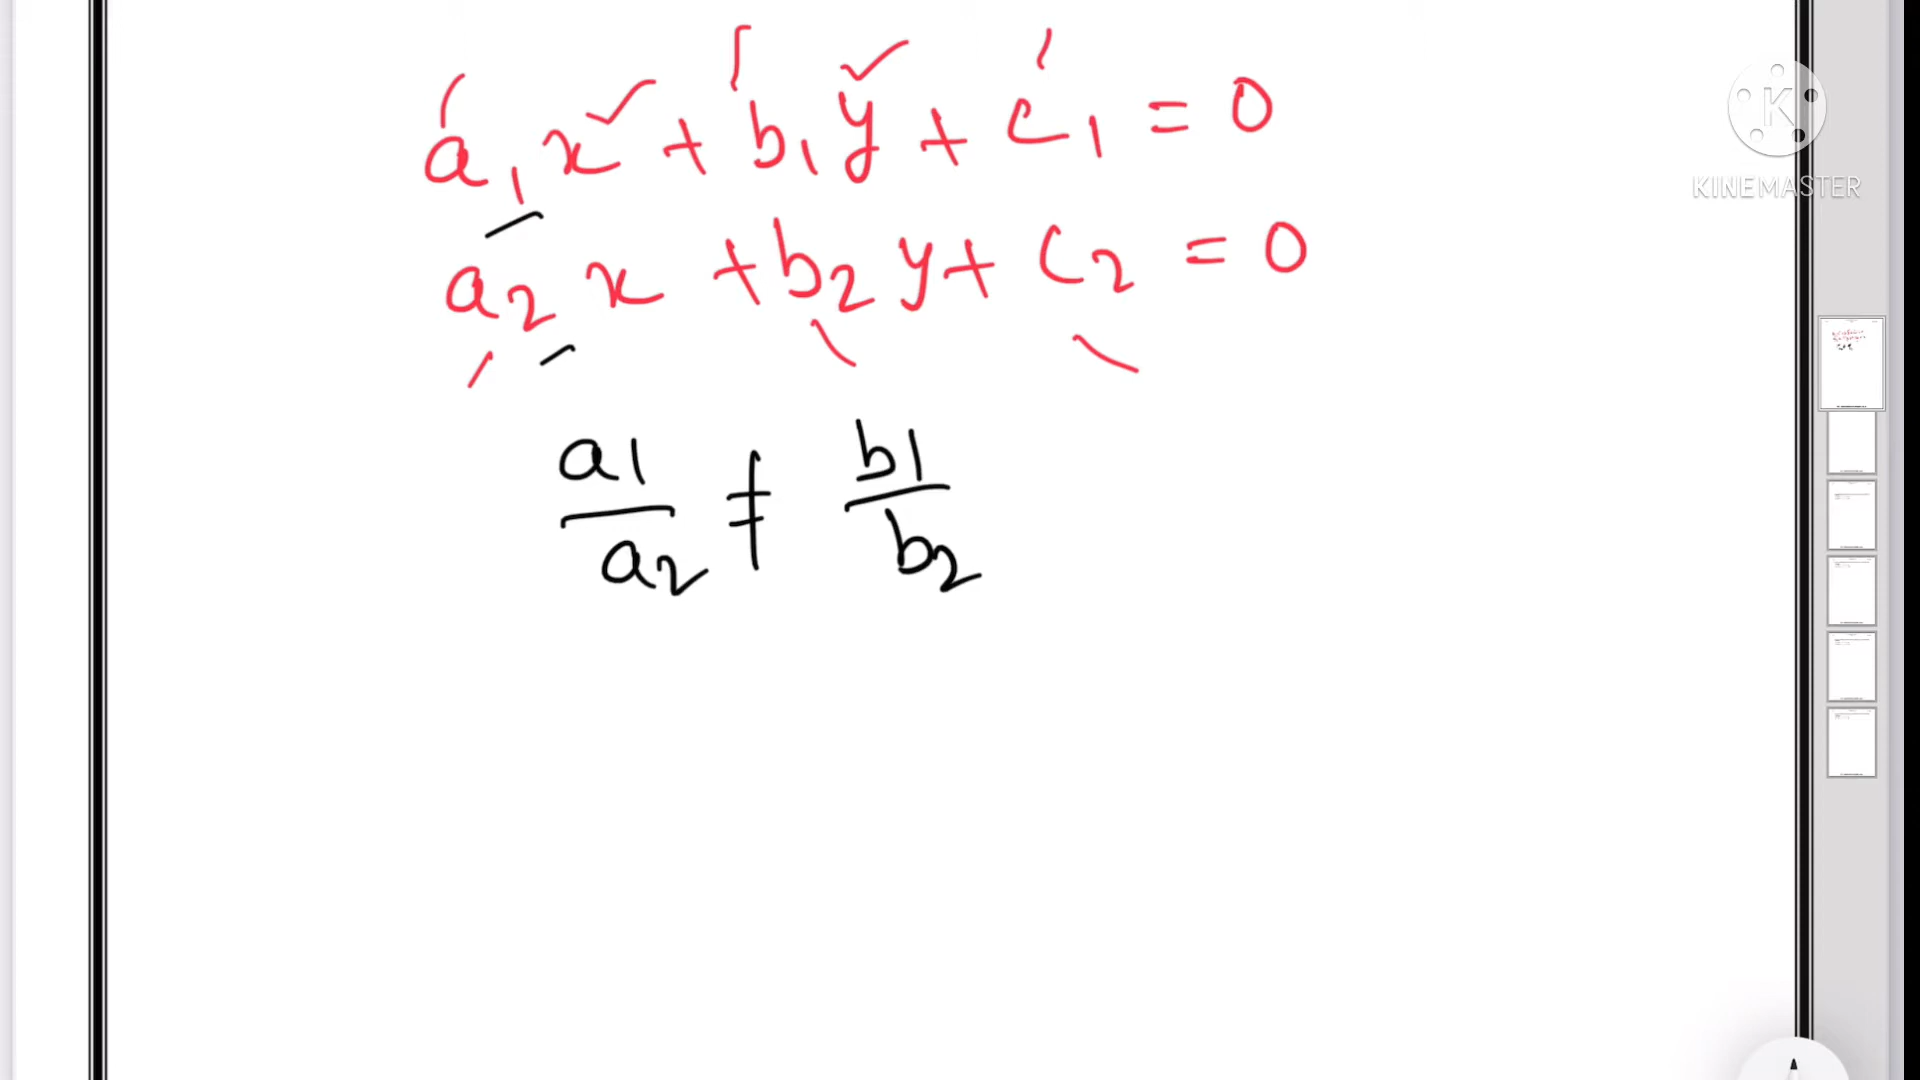 a₁x + b₁y + c₁ = 0
a₂x + b₂y + c₂ = 0
a1/a2 ≠ b1/b2
K
KINEMASTER